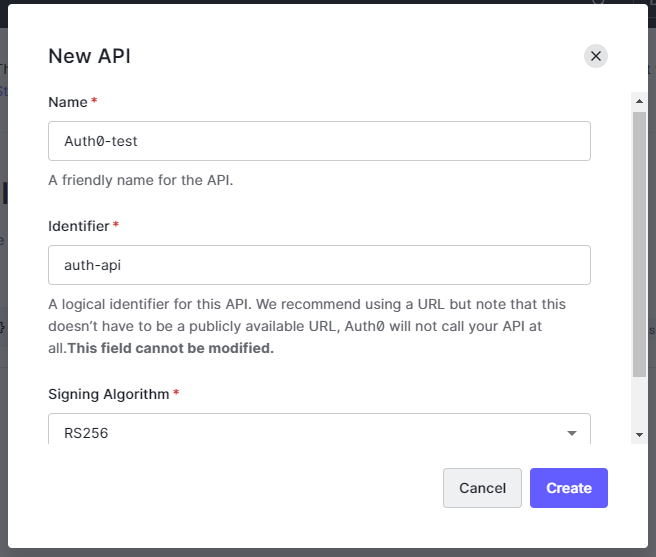 New API
Name *
Auth0-test
A friendly name for the API.
Identifier *
auth-api
A logical identifier for this API. We recommend using a URL but note that this
doesn’t have to be a publicly available URL, Auth0 will not call your API at
all.This field cannot be modified.
Signing Algorithm *
RS256
Cancel
Create